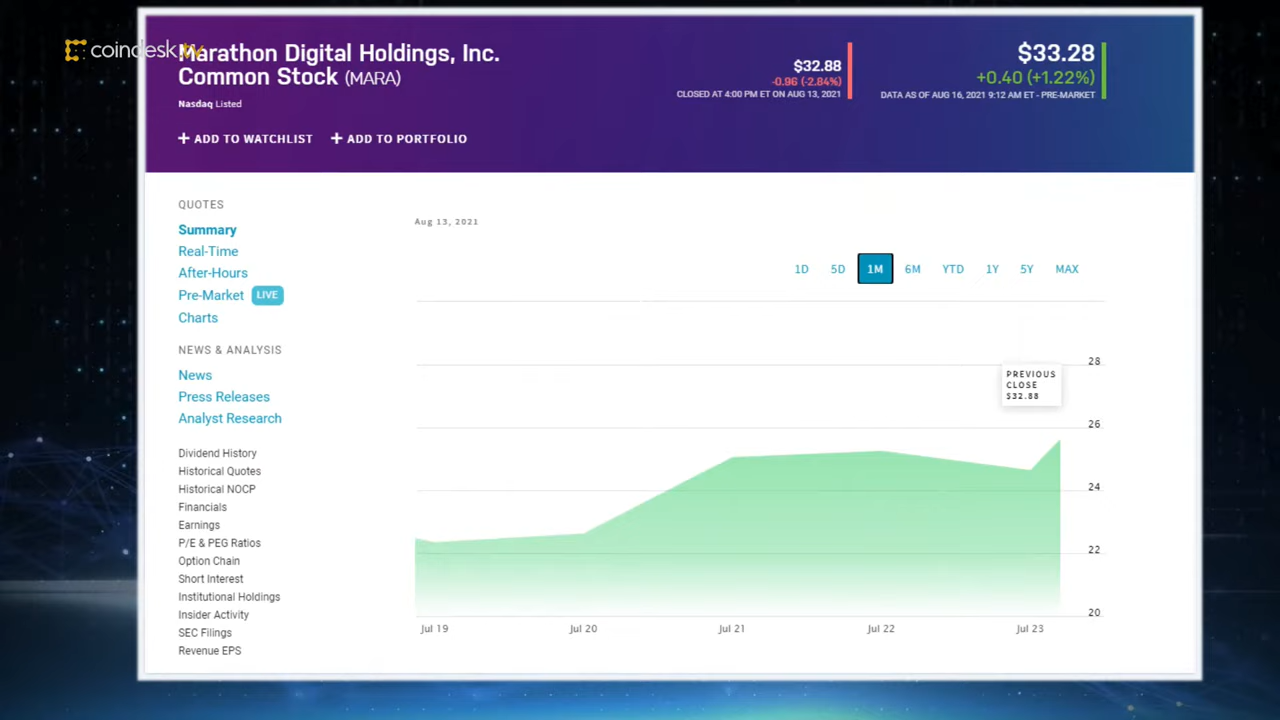 coindesk tv
Marathon Digital Holdings, Inc.
Common Stock (MARA)
Nasdaq Listed
+ ADD TO WATCHLIST + ADD TO PORTFOLIO
$32.88
-0.96 (-2.84%)
CLOSED AT 4:00 PM ET ON AUG 13, 2021
$33.28
+0.40 (+1.22%)
DATA AS OF AUG 16, 2021 9:12 AM ET - PRE-MARKET
QUOTES
Summary
Real-Time
After-Hours
Pre-Market LIVE
Charts
NEWS & ANALYSIS
News
Press Releases
Analyst Research
Dividend History
Historical Quotes
Historical NOCP
Financials
Earnings
P/E & PEG Ratios
Option Chain
Short Interest
Institutional Holdings
Insider Activity
SEC Filings
Revenue EPS
Aug 13, 2021
1D 5D 1M 6M YTD 1Y 5Y MAX
28
PREVIOUS
CLOSE
$32.88
26
24
22
20
Jul 19 Jul 20 Jul 21 Jul 22 Jul 23